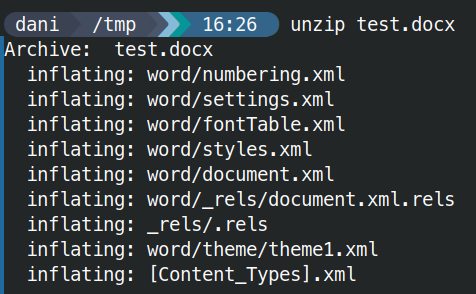 dani /tmp 16:26 unzip test.docx
Archive:  test.docx
  inflating: word/numbering.xml
  inflating: word/settings.xml
  inflating: word/fontTable.xml
  inflating: word/styles.xml
  inflating: word/document.xml
  inflating: word/_rels/document.xml.rels
  inflating: _rels/.rels
  inflating: word/theme/theme1.xml
  inflating: [Content_Types].xml